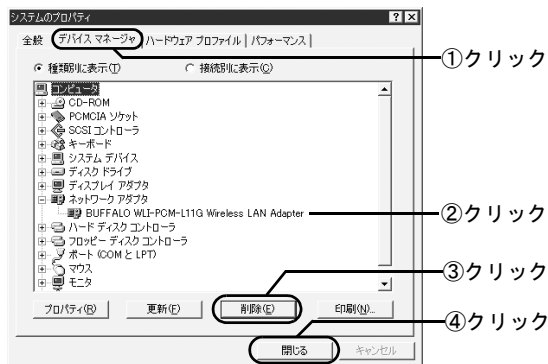 システムのプロパティ
全般 デバイス マネージャ ハードウェア プロファイル パフォーマンス
①クリック
種類別に表示(T) 接続別に表示(C)
コンピュータ
CD-ROM
PCMCIA ソケット
SCSI コントローラ
キーボード
システム デバイス
ディスク ドライブ
ディスプレイ アダプタ
ネットワーク アダプタ
BUFFALO WLI-PCM-L11G Wireless LAN Adapter
②クリック
ハード ディスク コントローラ
フロッピー ディスク コントローラ
ポート (COM と LPT)
マウス
モニタ
③クリック
プロパティ(R) 更新(F) 削除(E) 印刷(N)...
④クリック
閉じる キャンセル